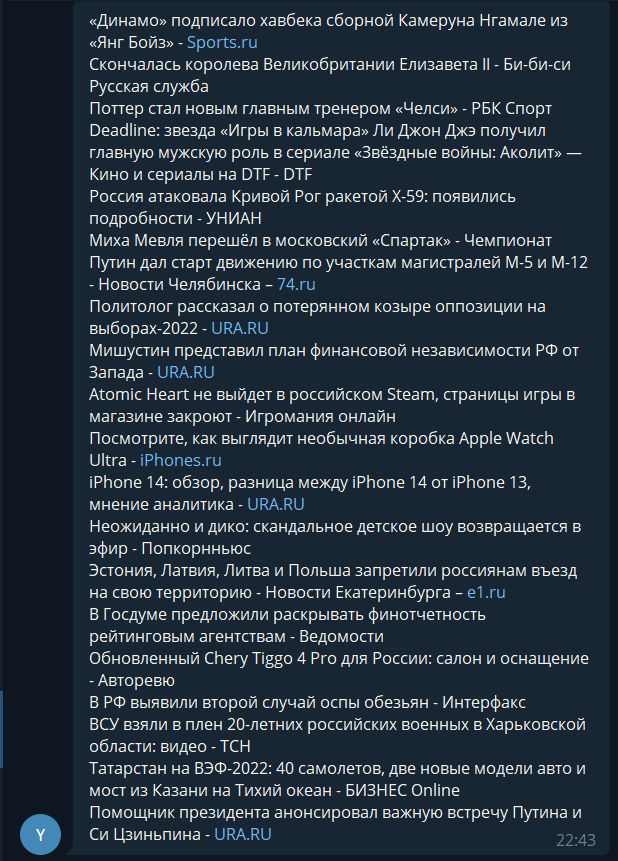 «Динамо» подписало хавбека сборной Камеруна Нгамале из
«Янг Бойз» - Sports.ru
Скончалась королева Великобритании Елизавета II - Би-би-си
Русская служба
Поттер стал новым главным тренером «Челси» - РБК Спорт
Deadline: звезда «Игры в кальмара» Ли Джон Джэ получил
главную мужскую роль в сериале «Звёздные войны: Аколит» —
Кино и сериалы на DTF - DTF
Россия атаковала Кривой Рог ракетой Х-59: появились
подробности - УНИАН
Миха Мевля перешёл в московский «Спартак» - Чемпионат
Путин дал старт движению по участкам магистралей М-5 и М-12
- Новости Челябинска – 74.ru
Политолог рассказал о потерянном козыре оппозиции на
выборах-2022 - URA.RU
Мишустин представил план финансовой независимости РФ от
Запада - URA.RU
Atomic Heart не выйдет в российском Steam, страницы игры в
магазине закроют - Игромания онлайн
Посмотрите, как выглядит необычная коробка Apple Watch
Ultra - iPhones.ru
iPhone 14: обзор, разница между iPhone 14 от iPhone 13,
мнение аналитика - URA.RU
Неожиданно и дико: скандальное детское шоу возвращается в
эфир - Попкорнньюс
Эстония, Латвия, Литва и Польша запретили россиянам въезд
на свою территорию - Новости Екатеринбурга – e1.ru
В Госдуме предложили раскрывать финотчетность
рейтинговым агентствам - Ведомости
Обновленный Chery Tiggo 4 Pro для России: салон и оснащение
- Авторевю
В РФ выявили второй случай оспы обезьян - Интерфакс
ВСУ взяли в плен 20-летних российских военных в Харьковской
области: видео - ТСН
Татарстан на ВЭФ-2022: 40 самолетов, две новые модели авто и
мост из Казани на Тихий океан - БИЗНЕС Online
Помощник президента анонсировал важную встречу Путина и
Си Цзиньпина - URA.RU
Y
22:43